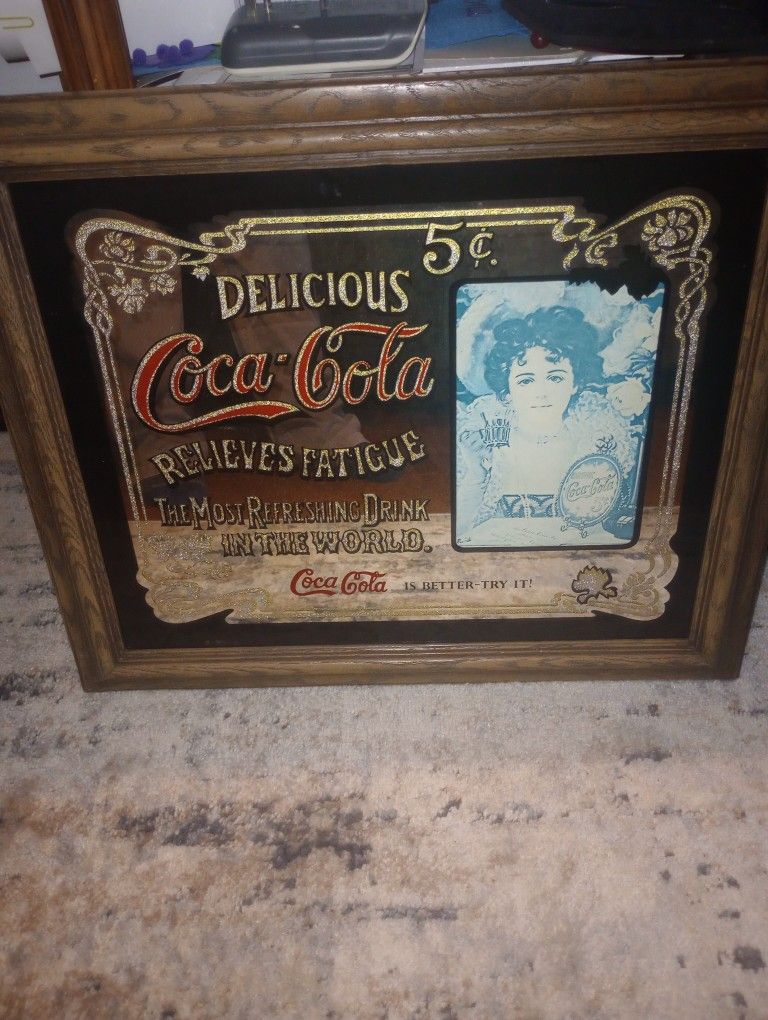 5¢.
DELICIOUS
Coca-Cola
RELIEVES FATIGUE
THE MOST REFRESHING DRINK
IN THE WORLD.
Coca-Cola IS BETTER-TRY IT!
Coca-Cola